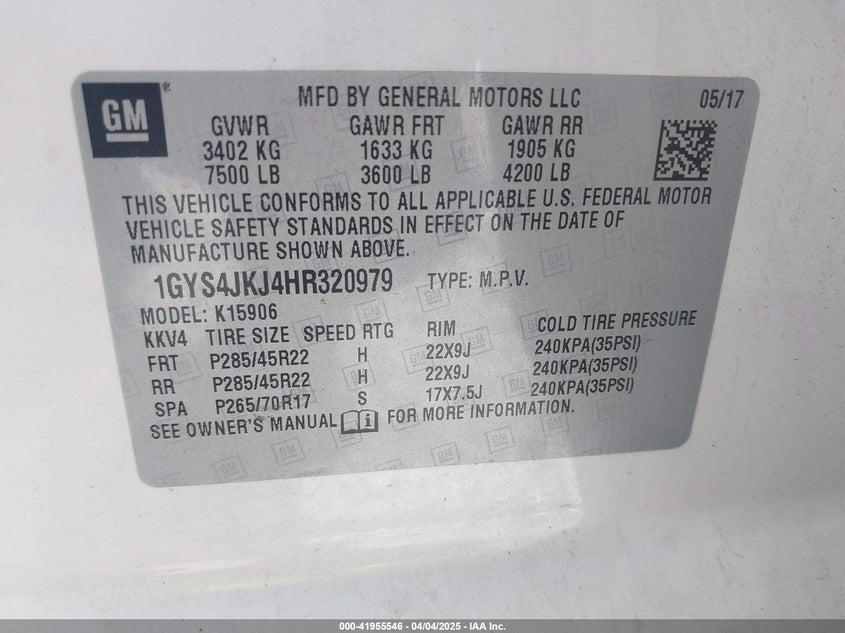 GM ®
MFD BY GENERAL MOTORS LLC 05/17
GVWR GAWR FRT GAWR RR
3402 KG 1633 KG 1905 KG
7500 LB 3600 LB 4200 LB
THIS VEHICLE CONFORMS TO ALL APPLICABLE U.S. FEDERAL MOTOR
VEHICLE SAFETY STANDARDS IN EFFECT ON THE DATE OF
MANUFACTURE SHOWN ABOVE.
1GYS4JKJ4HR320979 TYPE: M.P.V.
MODEL: K15906
KKV4 TIRE SIZE SPEED RTG RIM COLD TIRE PRESSURE
FRT P285/45R22 H 22X9J 240KPA(35PSI)
RR P285/45R22 H 22X9J 240KPA(35PSI)
SPA P265/70R17 S 17X7.5J 240KPA(35PSI)
SEE OWNER'S MANUAL FOR MORE INFORMATION.
000-41955546 - 04/04/2025 - IAA Inc.